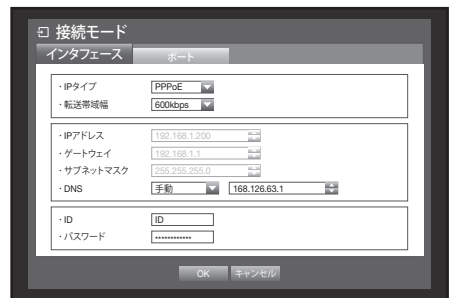 接続モード
インタフェース ポート
・IPタイプ PPPoE
・転送帯域幅 600kbps
・IPアドレス 192.168.1.200
・ゲートウェイ 192.168.1.1
・サブネットマスク 255.255.255.0
・DNS 手動 168.126.63.1
・ID ID
・パスワード ************
OK キャンセル